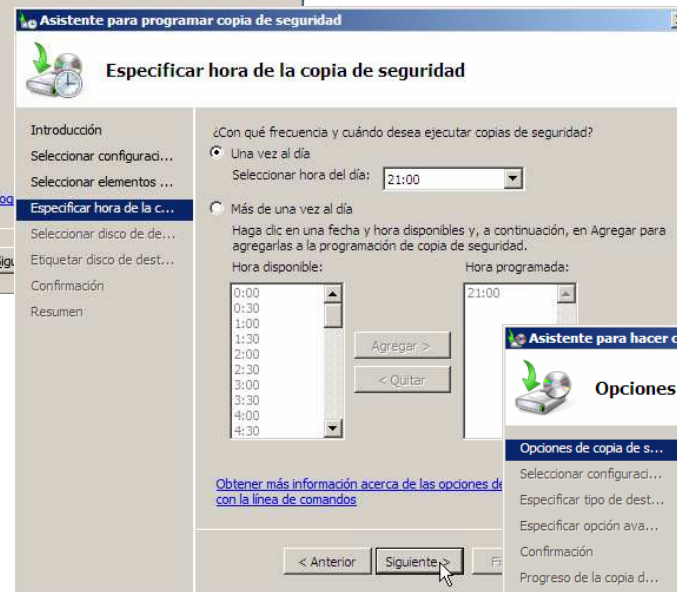 Asistente para programar copia de seguridad
Especificar hora de la copia de seguridad
Introducción
Seleccionar configuraci...
Seleccionar elementos ...
Especificar hora de la c...
Seleccionar disco de de...
Etiquetar disco de dest...
Confirmación
Resumen
¿Con qué frecuencia y cuándo desea ejecutar copias de seguridad?
Una vez al día
Seleccionar hora del día: 21:00
Más de una vez al día
Haga clic en una fecha y hora disponibles y, a continuación, en Agregar para
agregarlas a la programación de copia de seguridad.
Hora disponible: Hora programada:
0:00 21:00
0:30
1:00
1:30
2:00
2:30
3:00
3:30
4:00
4:30
Agregar >
< Quitar
Obtener más información acerca de las opciones de
con la línea de comandos
< Anterior Siguiente >
Asistente para hacer c
Opciones
Opciones de copia de s...
Seleccionar configuraci...
Especificar tipo de dest...
Especificar opción ava...
Confirmación
Progreso de la copia d...